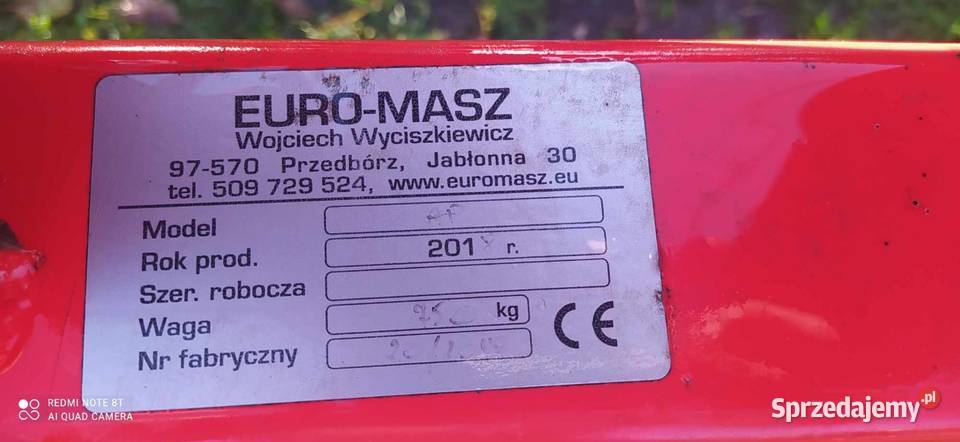 EURO-MASZ
Wojciech Wyciszkiewicz
97-570 Przedbórz, Jabłonna 30
tel. 509 729 524, www.euromasz.eu
Model
Rok prod. 201 r.
Szer. robocza
Waga kg
Nr fabryczny
CE
REDMI NOTE 8T
AI QUAD CAMERA
Sprzedajemy.pl